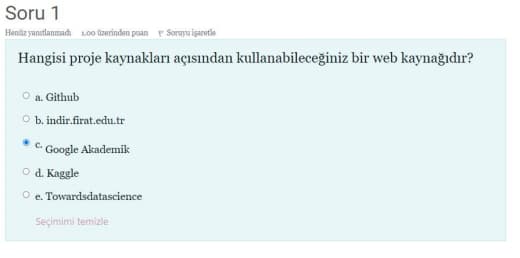 Soru 1
Henüz yanıtlanmadı 1,00 üzerinden puan Soruyu işaretle
Hangisi proje kaynakları açısından kullanabileceğiniz bir web kaynağıdır?
a. Github
b. indir.firat.edu.tr
c. Google Akademik
d. Kaggle
e. Towardsdatascience
Seçimimi temizle